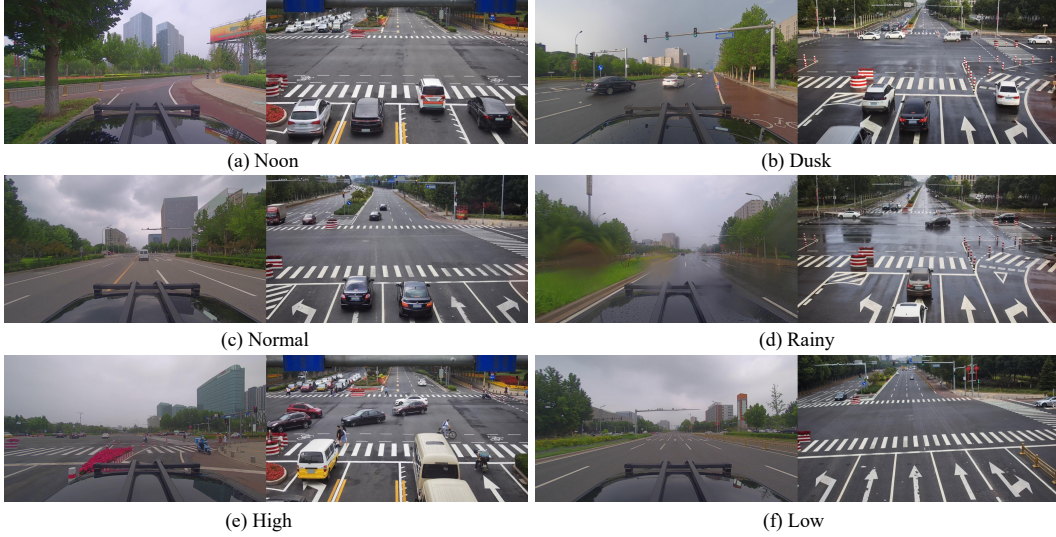 (a) Noon
(b) Dusk
(c) Normal
(d) Rainy
(e) High
(f) Low